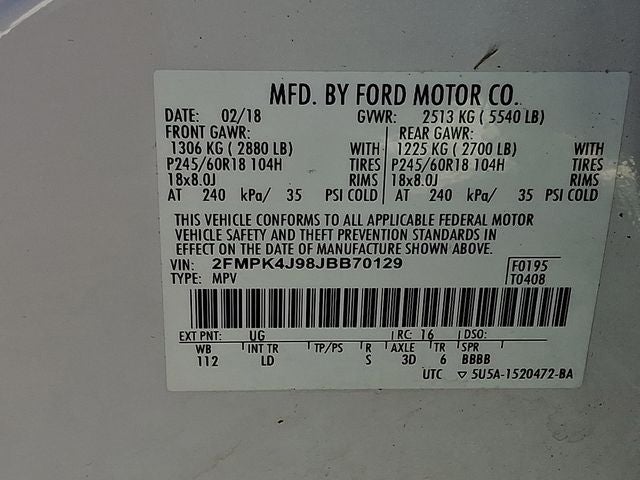 MFD. BY FORD MOTOR CO.
DATE: 02/18 GVWR: 2513 KG ( 5540 LB)
FRONT GAWR: REAR GAWR:
1306 KG ( 2880 LB) WITH 1225 KG ( 2700 LB) WITH
P245/60R18 104H TIRES P245/60R18 104H TIRES
18x8.0J RIMS 18x8.0J RIMS
AT 240 kPa/ 35 PSI COLD AT 240 kPa/ 35 PSI COLD
THIS VEHICLE CONFORMS TO ALL APPLICABLE FEDERAL MOTOR
VEHICLE SAFETY AND THEFT PREVENTION STANDARDS IN
EFFECT ON THE DATE OF MANUFACTURE SHOWN ABOVE.
VIN: 2FMPK4J98JBB70129 F0195
TYPE: MPV T0408
EXT PNT: UG RC: 16 DSO:
WB INT TR TP/PS R AXLE TR SPR
112 LD S 3D 6 BBBB
UTC ▽ 5U5A-1520472-BA